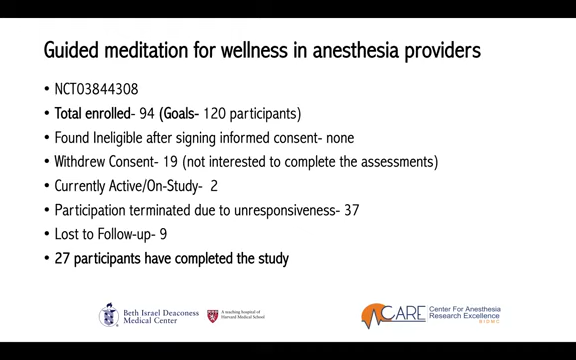 Guided meditation for wellness in anesthesia providers
• NCT03844308
• Total enrolled- 94 (Goals- 120 participants)
• Found Ineligible after signing informed consent- none
• Withdrew Consent- 19 (not interested to complete the assessments)
• Currently Active/On-Study- 2
• Participation terminated due to unresponsiveness- 37
• Lost to Follow-up- 9
• 27 participants have completed the study
Beth Israel Deaconess
Medical Center
A teaching hospital of
Harvard Medical School
CARE
Center For Anesthesia
Research Excellence
BIDMC